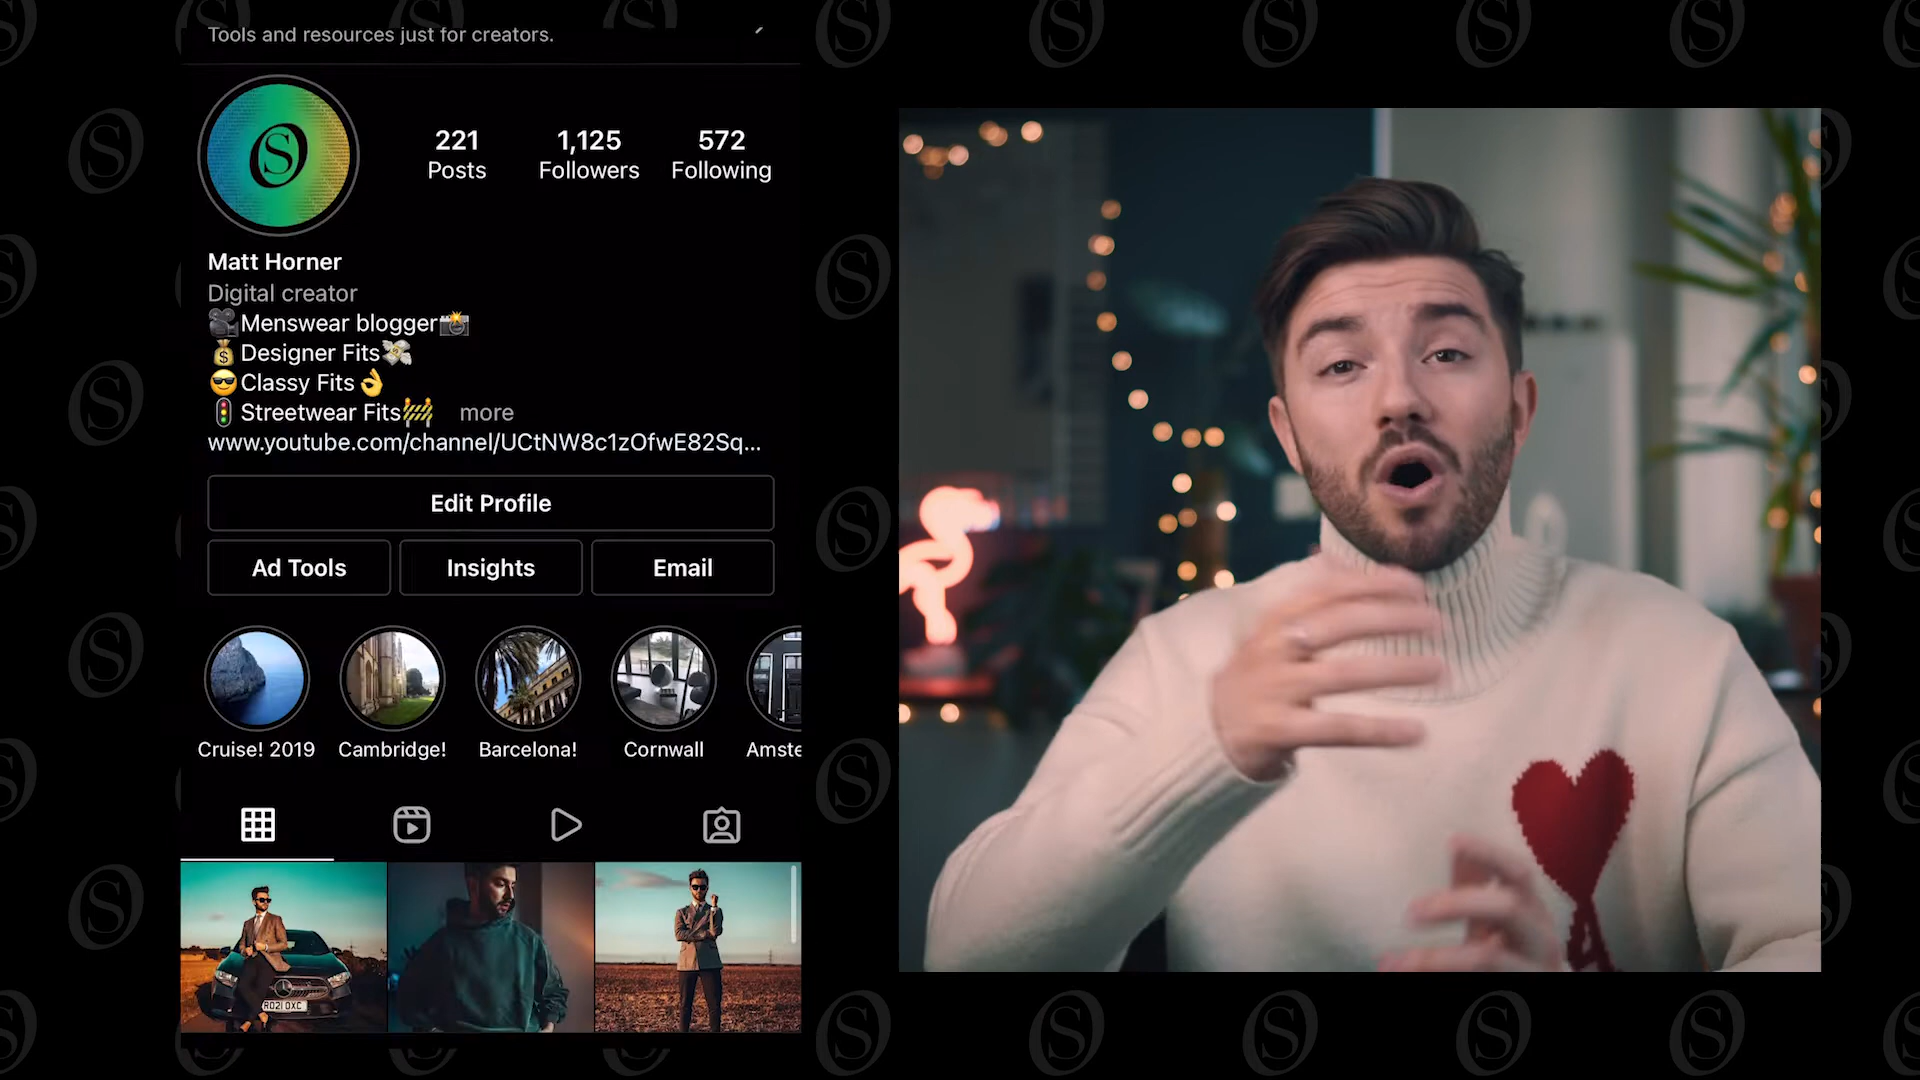 Tools and resources just for creators.
221
Posts
1,125
Followers
572
Following
Matt Horner
Digital creator
🎥Menswear blogger📸
💰Designer Fits💸
😎Classy Fits👌
🚦Streetwear Fits🚧 more
www.youtube.com/channel/UCtNW8c1zOfwE82Sq...
Edit Profile
Ad Tools
Insights
Email
Cruise! 2019
Cambridge!
Barcelona!
Cornwall
Amste
RO21 OXC